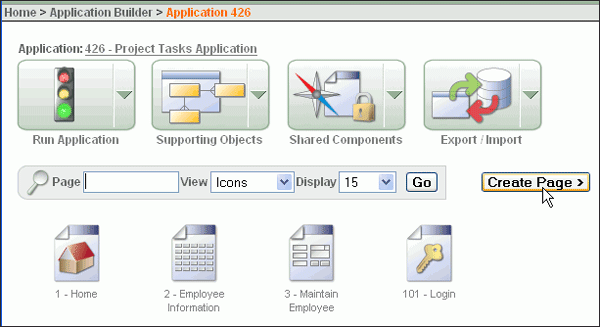 Home > Application Builder > Application 426
Application: 426 - Project Tasks Application
Run Application
Supporting Objects
Shared Components
Export / Import
Page View Icons Display 15 Go Create Page >
1 - Home
2 - Employee Information
3 - Maintain Employee
101 - Login